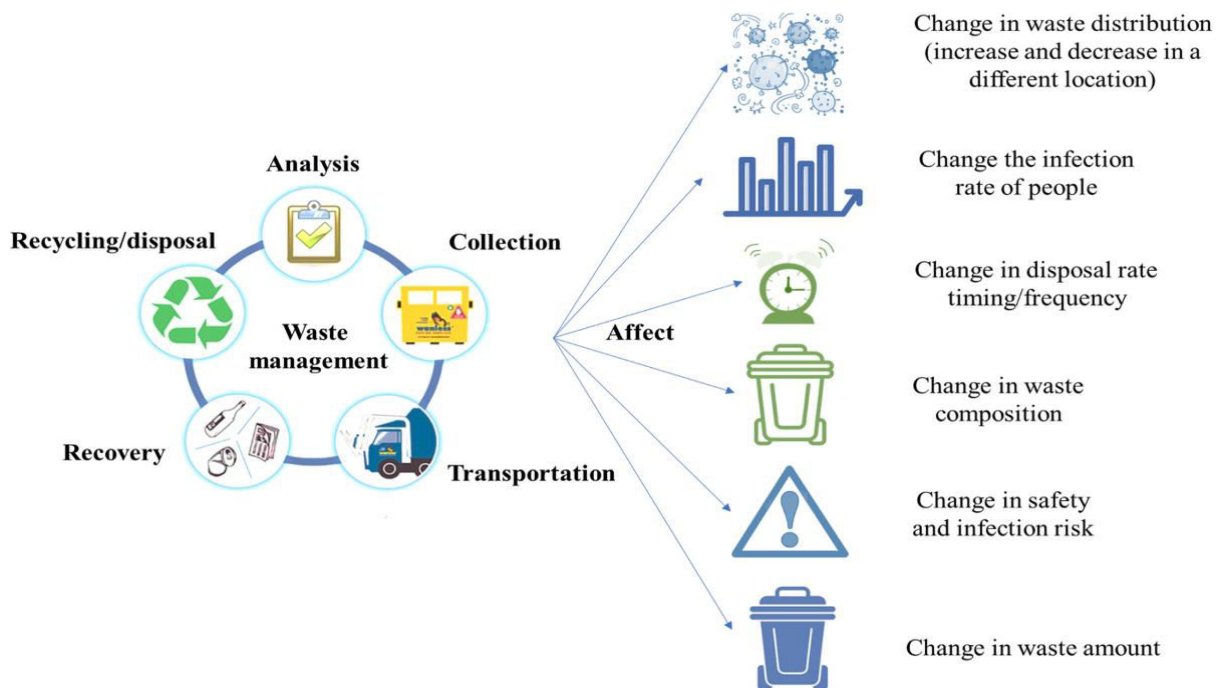 Analysis
Recycling/disposal
Collection
Waste
management
Recovery
Transportation
Affect
Change in waste distribution
(increase and decrease in a
different location)
Change the infection
rate of people
Change in disposal rate
timing/frequency
Change in waste
composition
Change in safety
and infection risk
Change in waste amount